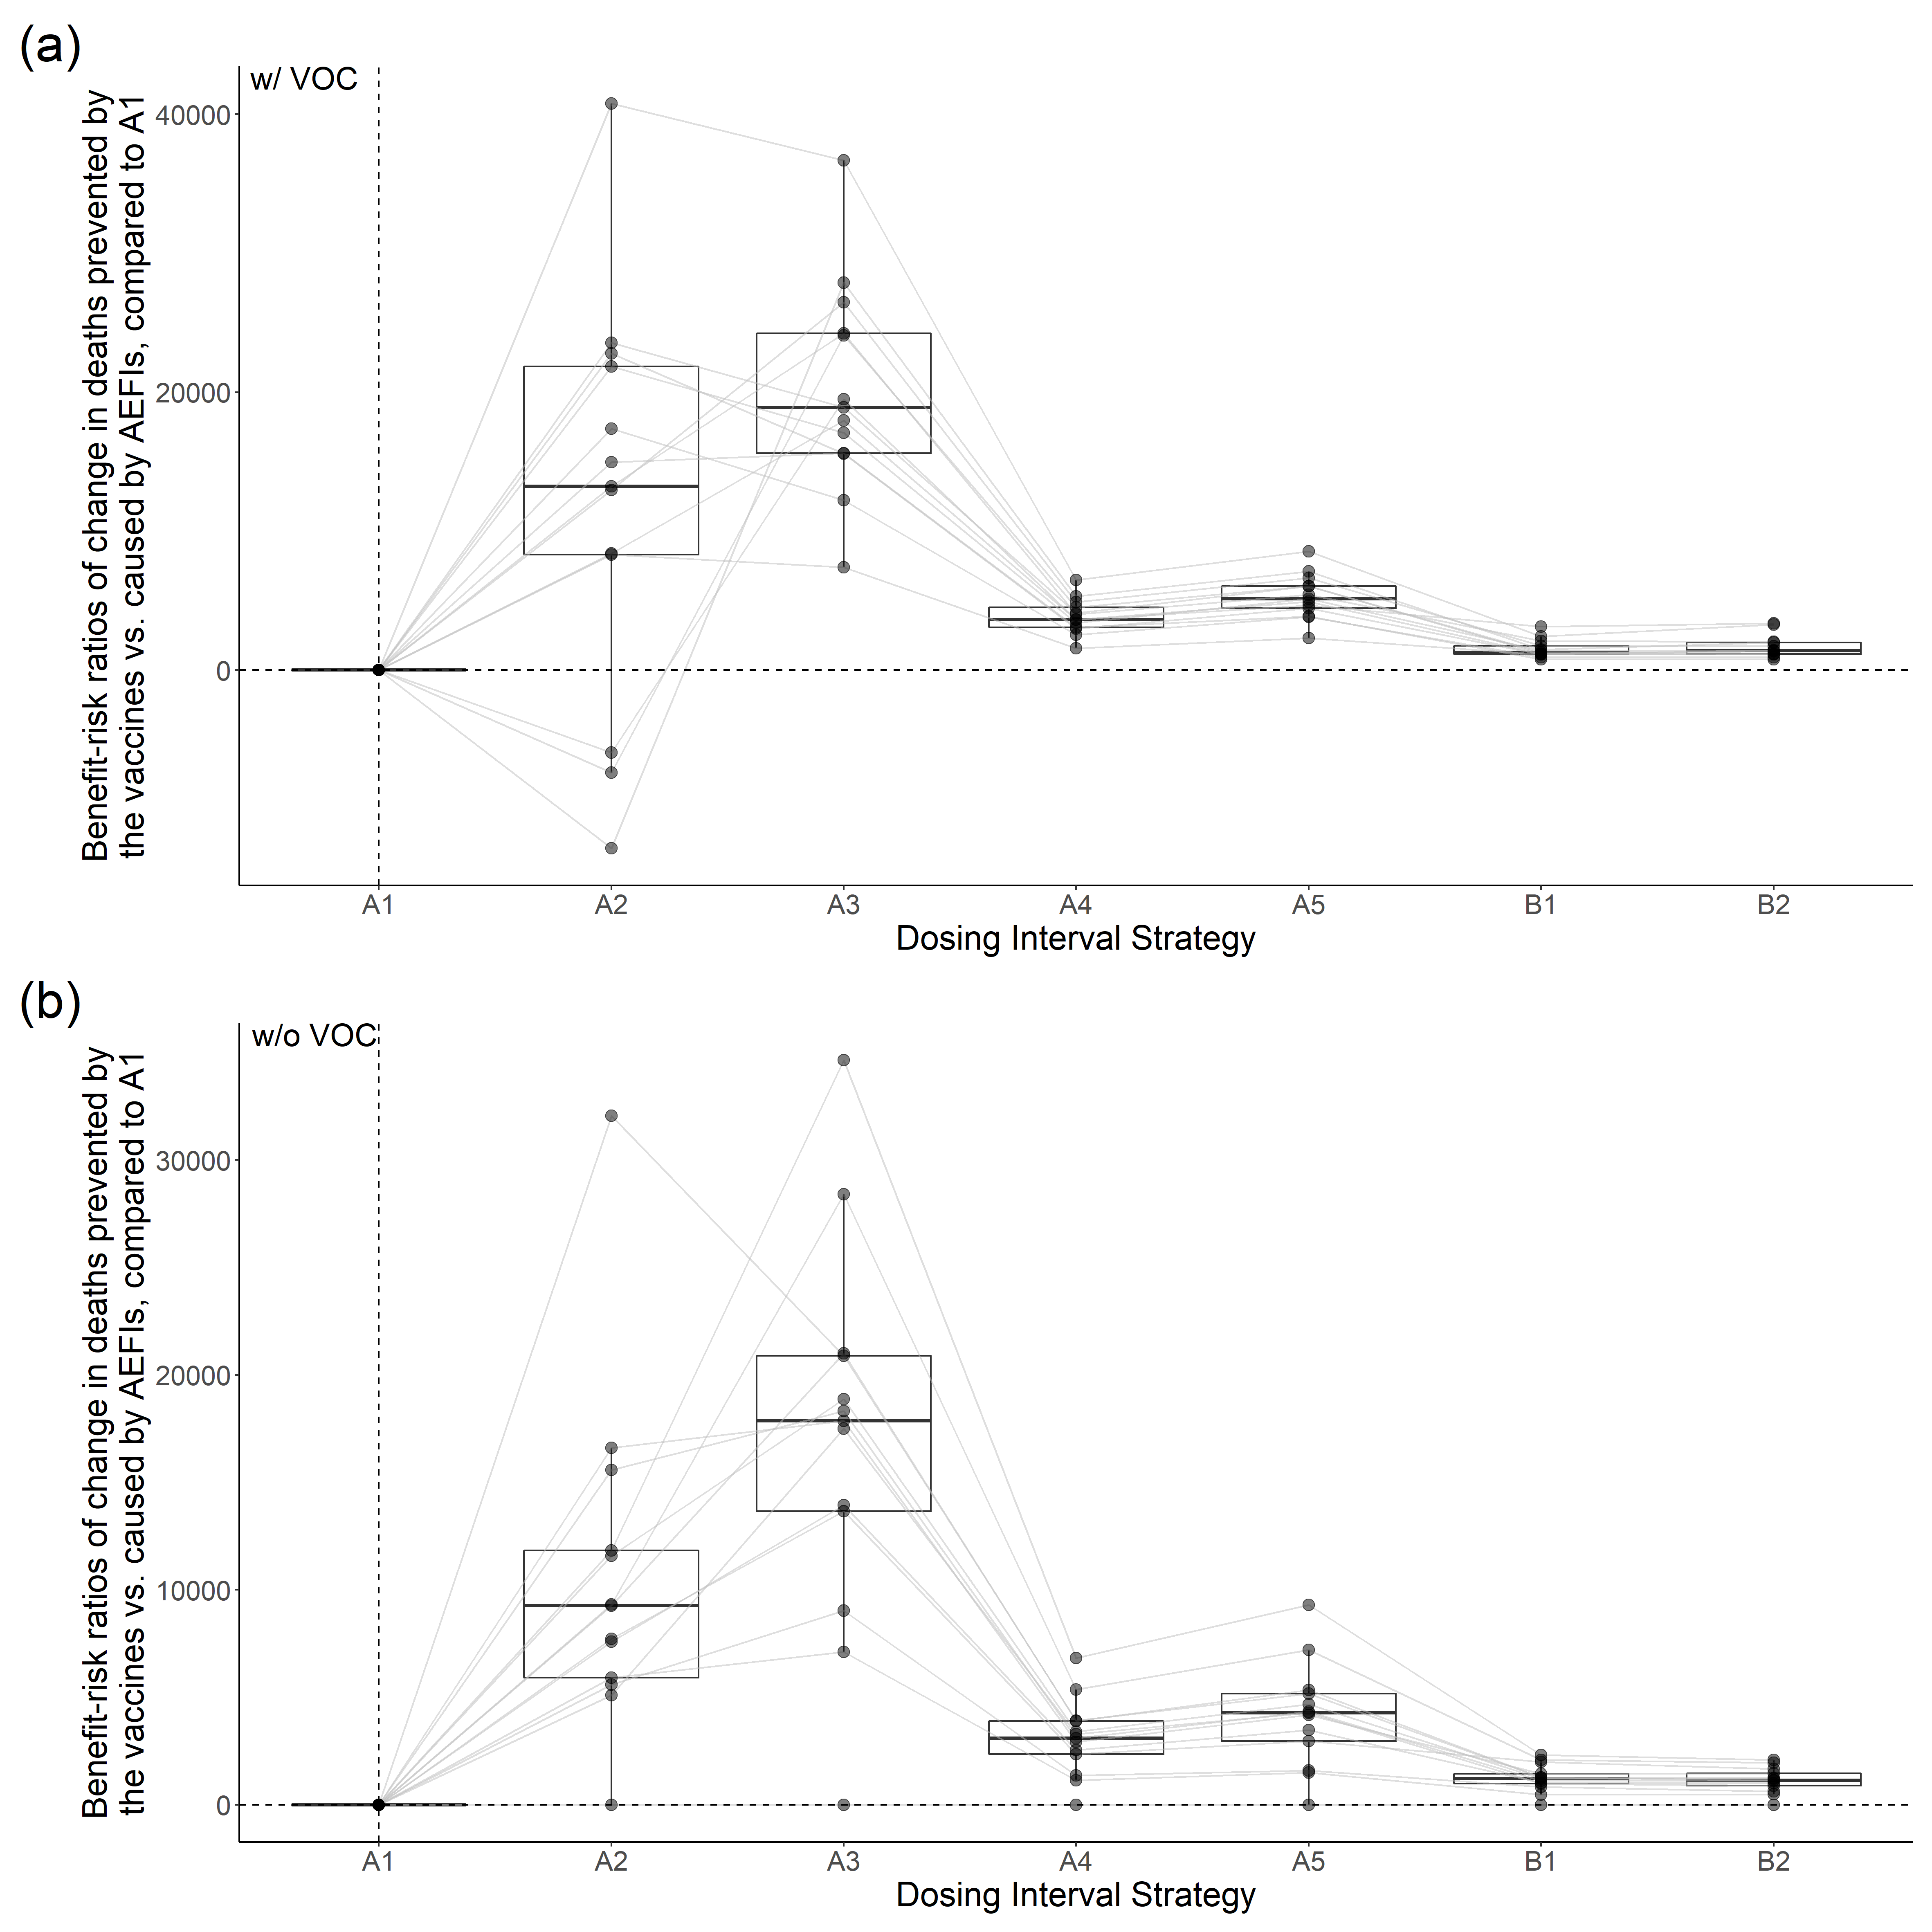 (a)
w/ VOC
Benefit-risk ratios of change in deaths prevented by
the vaccines vs. caused by AEFIs, compared to A1
40000
20000
0
A1 A2 A3 A4 A5 B1 B2
Dosing Interval Strategy
(b)
w/o VOC
Benefit-risk ratios of change in deaths prevented by
the vaccines vs. caused by AEFIs, compared to A1
30000
20000
10000
0
A1 A2 A3 A4 A5 B1 B2
Dosing Interval Strategy